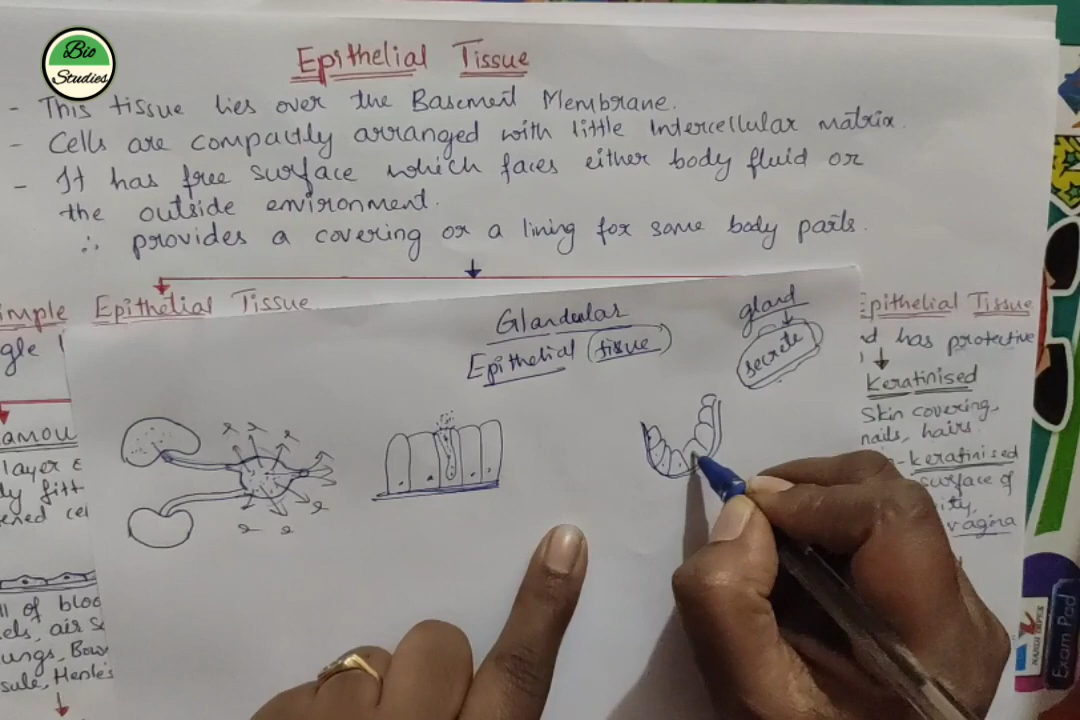 Bio
Studies
Epithelial Tissue
- This tissue lies over the Basement Membrane.
- Cells are compactly arranged with little Intercellular matrix.
- It has free surface which faces either body fluid or
the outside environment.
∴ provides a covering or a lining for some body parts.
imple Epithelial Tissue
gle
amou
layer
fitt
ened cel
ll of bloo
els, air
ungs, Bow
sule, Henle's
Glandular
Epithelial tissue
gland
secrete
Epithelial Tissue
nd has protective
Keratinised
Skin covering,
nails, hairs.
- keratinised
surface of
ity,
vagina
Exam Pad